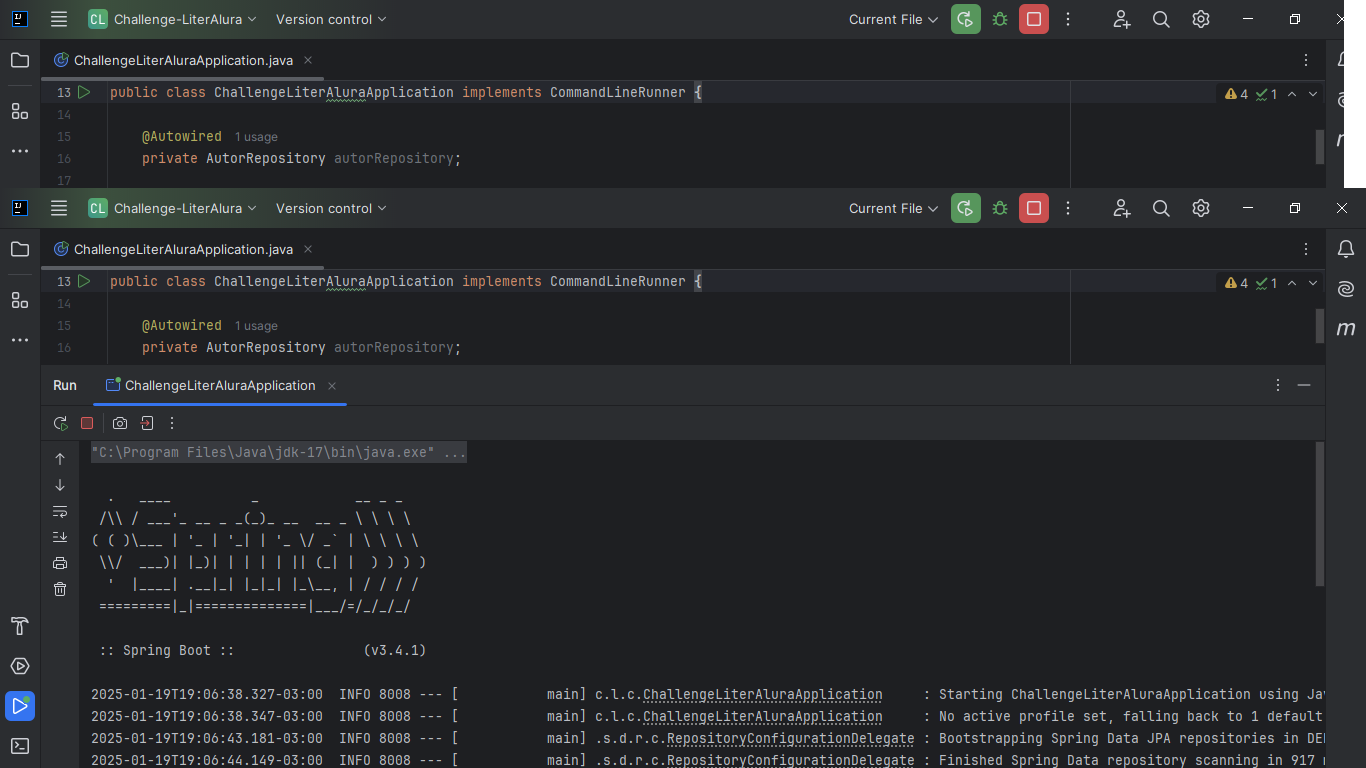 CL Challenge-LiterAlura Version control Current File
ChallengeLiterAluraApplication.java
13 public class ChallengeLiterAluraApplication implements CommandLineRunner { 4 1
14
15 @Autowired 1 usage
16 private AutorRepository autorRepository;
17
CL Challenge-LiterAlura Version control Current File
ChallengeLiterAluraApplication.java
13 public class ChallengeLiterAluraApplication implements CommandLineRunner { 4 1
14
15 @Autowired 1 usage
16 private AutorRepository autorRepository;
m
Run ChallengeLiterAluraApplication
"C:\Program Files\Java\jdk-17\bin\java.exe" ...
  .   ____          _            __ _ _
 /\\ / ___'_ __ _ _(_)_ __  __ _ \ \ \ \
( ( )\___ | '_ | '_| | '_ \/ _` | \ \ \ \
 \\/  ___)| |_)| | | | | || (_| |  ) ) ) )
  '  |____| .__|_| |_|_| |_\__, | / / / /
 =========|_|==============|___/=/_/_/_/
:: Spring Boot :: (v3.4.1)
2025-01-19T19:06:38.327-03:00 INFO 8008 --- [ main] c.l.c.ChallengeLiterAluraApplication : Starting ChallengeLiterAluraApplication using
2025-01-19T19:06:38.347-03:00 INFO 8008 --- [ main] c.l.c.ChallengeLiterAluraApplication : No active profile set, falling back to 1 default
2025-01-19T19:06:43.181-03:00 INFO 8008 --- [ main] .s.d.r.c.RepositoryConfigurationDelegate : Bootstrapping Spring Data JPA repositories in
2025-01-19T19:06:44.149-03:00 INFO 8008 --- [ main] .s.d.r.c.RepositoryConfigurationDelegate : Finished Spring Data repository scanning in 917